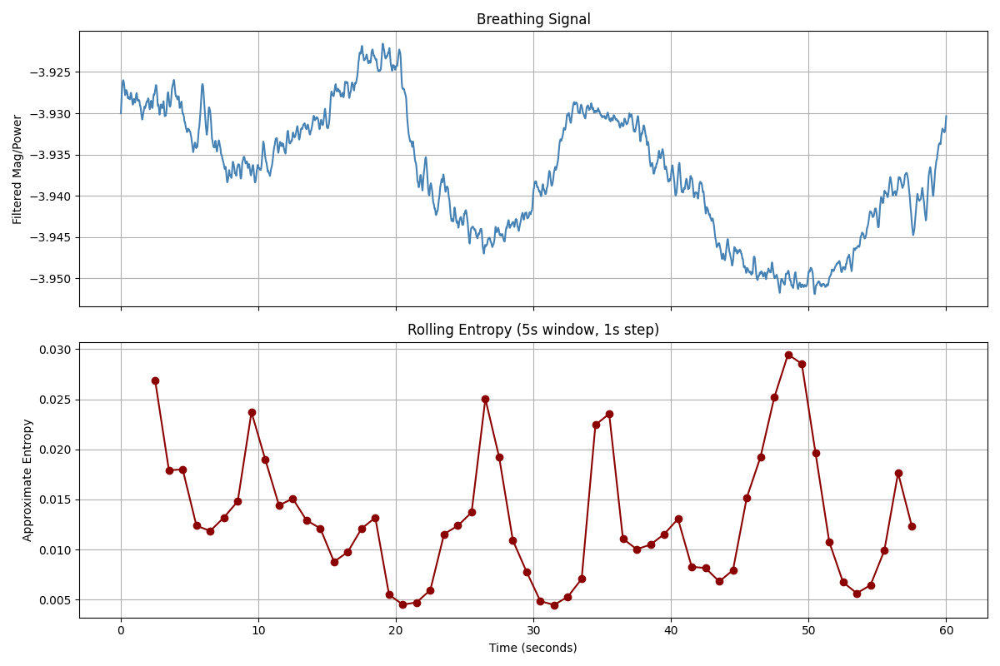 Breathing Signal
Filtered Mag/Power
−3.925
−3.930
−3.935
−3.940
−3.945
−3.950
Rolling Entropy (5s window, 1s step)
Approximate Entropy
0.030
0.025
0.020
0.015
0.010
0.005
0 10 20 30 40 50 60
Time (seconds)